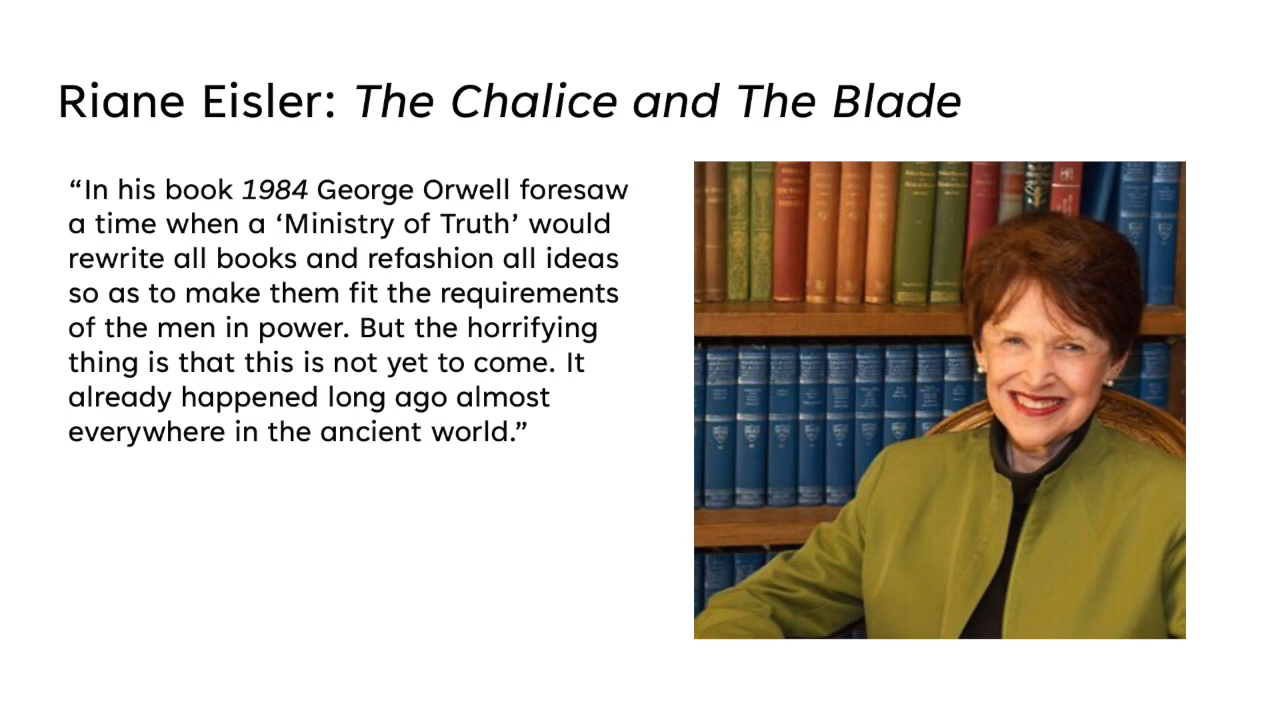 Riane Eisler: The Chalice and The Blade
“In his book 1984 George Orwell foresaw
a time when a ‘Ministry of Truth’ would
rewrite all books and refashion all ideas
so as to make them fit the requirements
of the men in power. But the horrifying
thing is that this is not yet to come. It
already happened long ago almost
everywhere in the ancient world.”